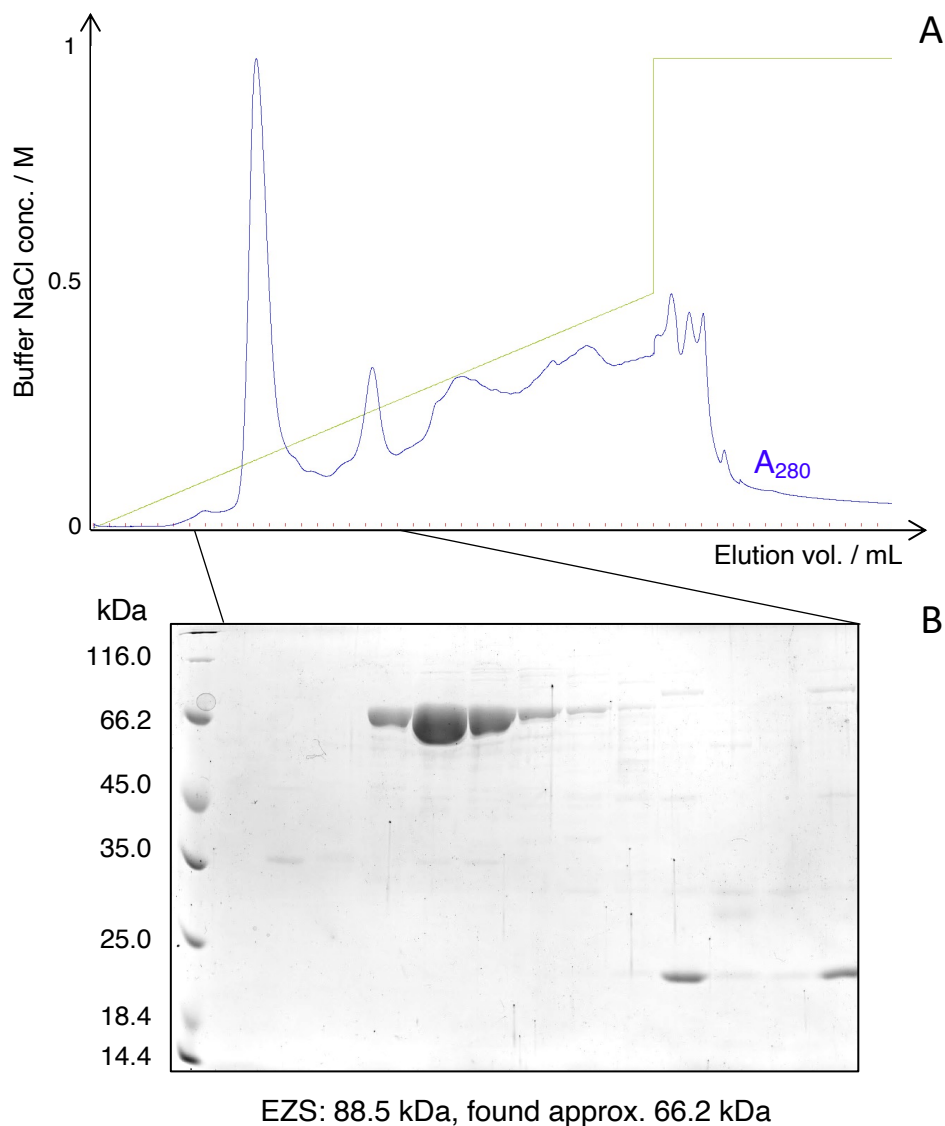 A
1
Buffer NaCl conc. / M
0.5
A280
0
Elution vol. / mL
kDa
B
116.0
66.2
45.0
35.0
25.0
18.4
14.4
EZS: 88.5 kDa, found approx. 66.2 kDa